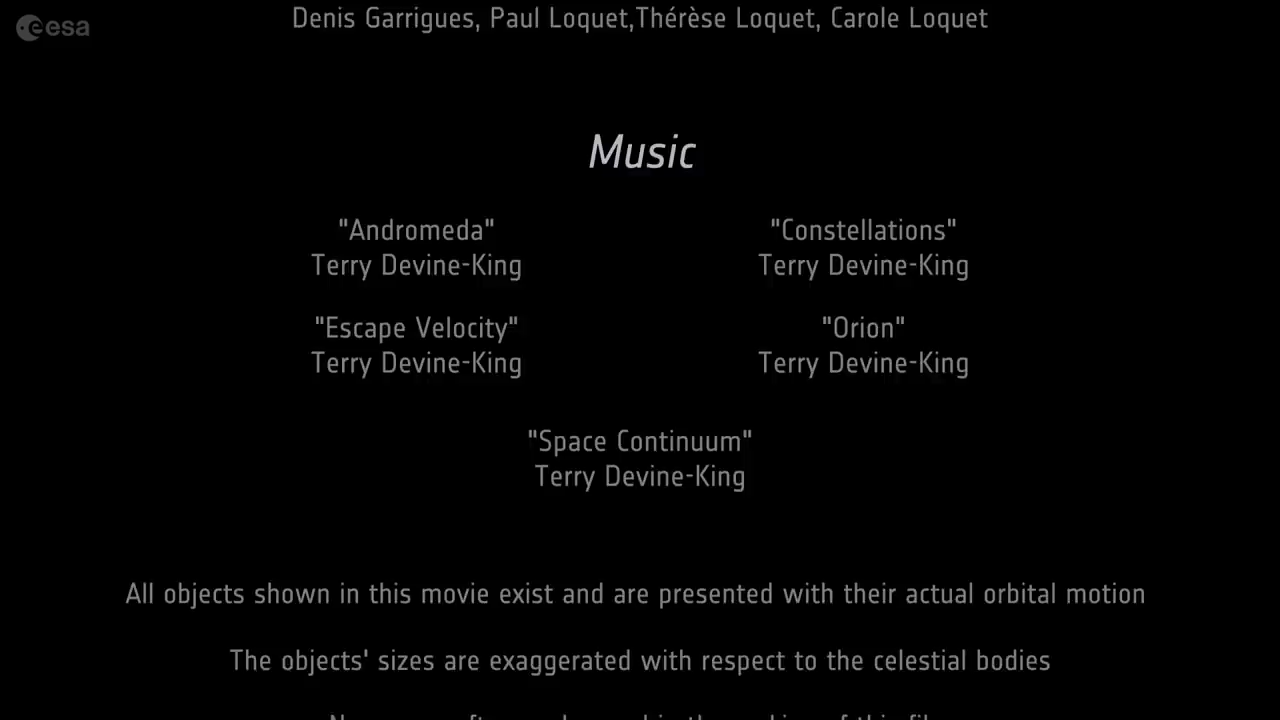 esa
Denis Garrigues, Paul Loquet,Thérèse Loquet, Carole Loquet
Music
"Andromeda"
Terry Devine-King
"Constellations"
Terry Devine-King
"Escape Velocity"
Terry Devine-King
"Orion"
Terry Devine-King
"Space Continuum"
Terry Devine-King
All objects shown in this movie exist and are presented with their actual orbital motion
The objects' sizes are exaggerated with respect to the celestial bodies